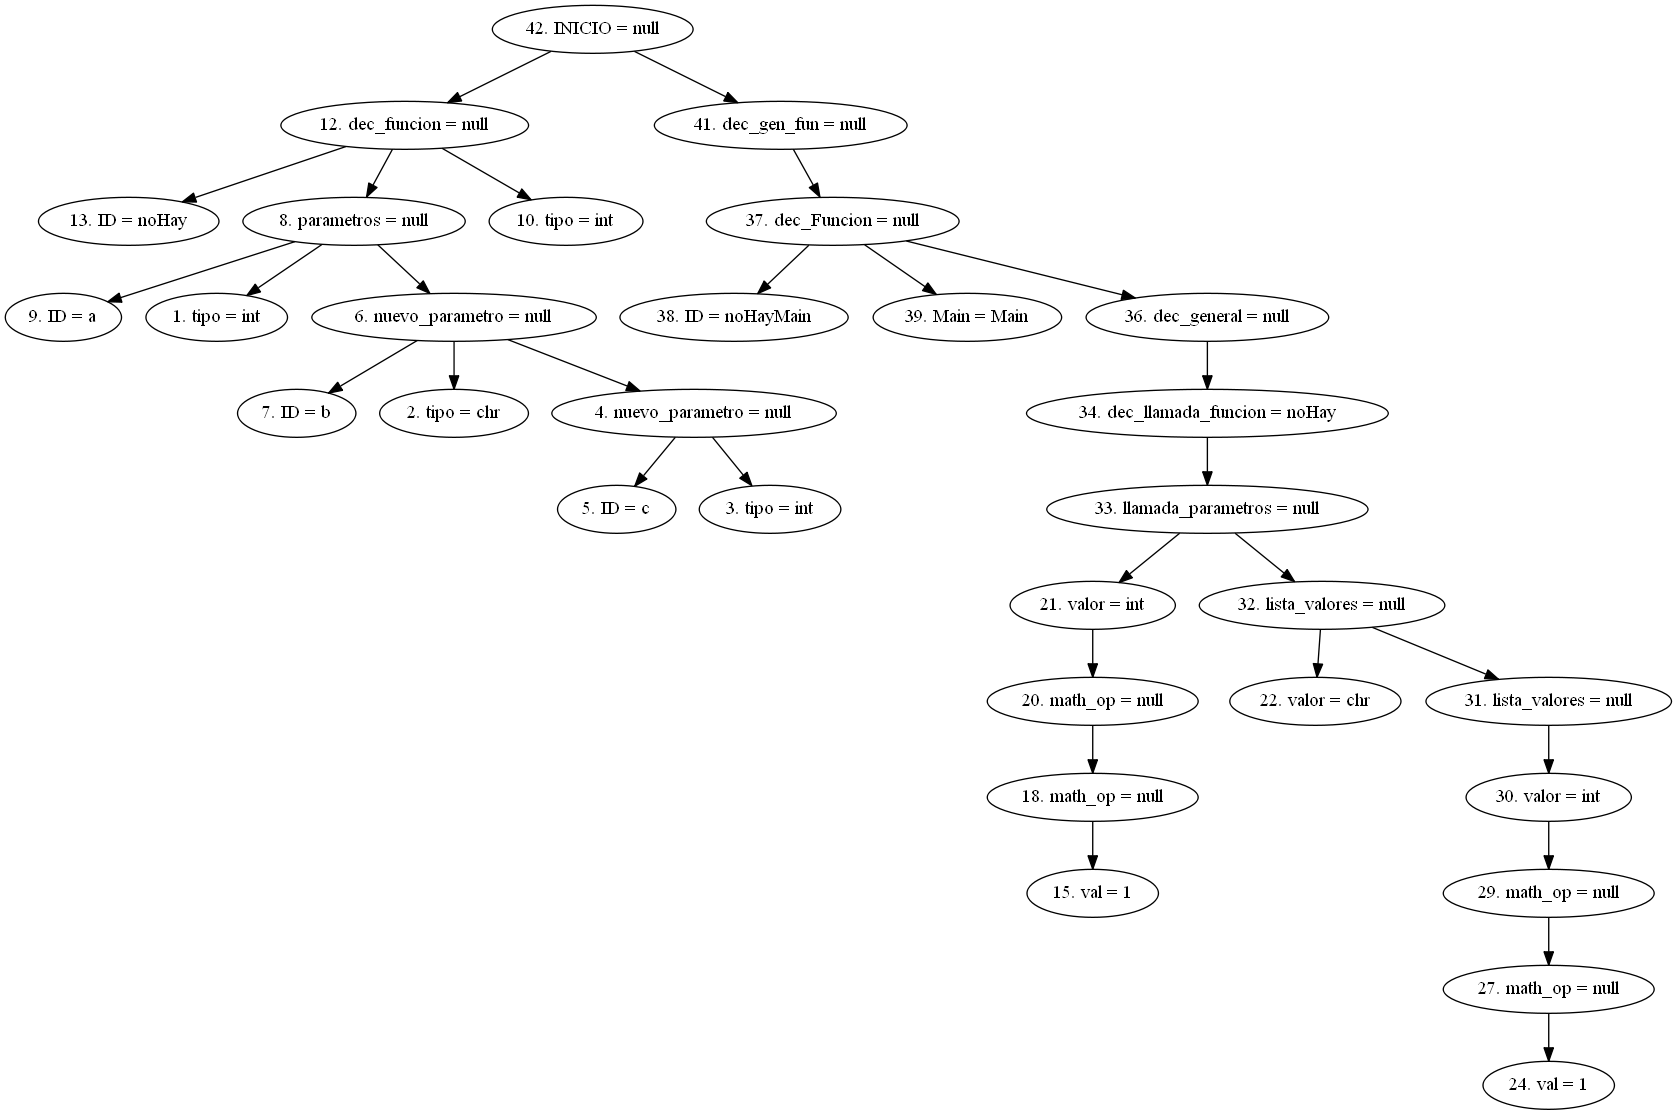 42. INICIO = null
12. dec_funcion = null
41. dec_gen_fun = null
13. ID = noHay
8. parametros = null
10. tipo = int
37. dec_Funcion = null
9. ID = a
1. tipo = int
6. nuevo_parametro = null
38. ID = noHayMain
39. Main = Main
36. dec_general = null
7. ID = b
2. tipo = chr
4. nuevo_parametro = null
34. dec_llamada_funcion = noHay
5. ID = c
3. tipo = int
33. llamada_parametros = null
21. valor = int
32. lista_valores = null
20. math_op = null
22. valor = chr
31. lista_valores = null
18. math_op = null
30. valor = int
15. val = 1
29. math_op = null
27. math_op = null
24. val = 1